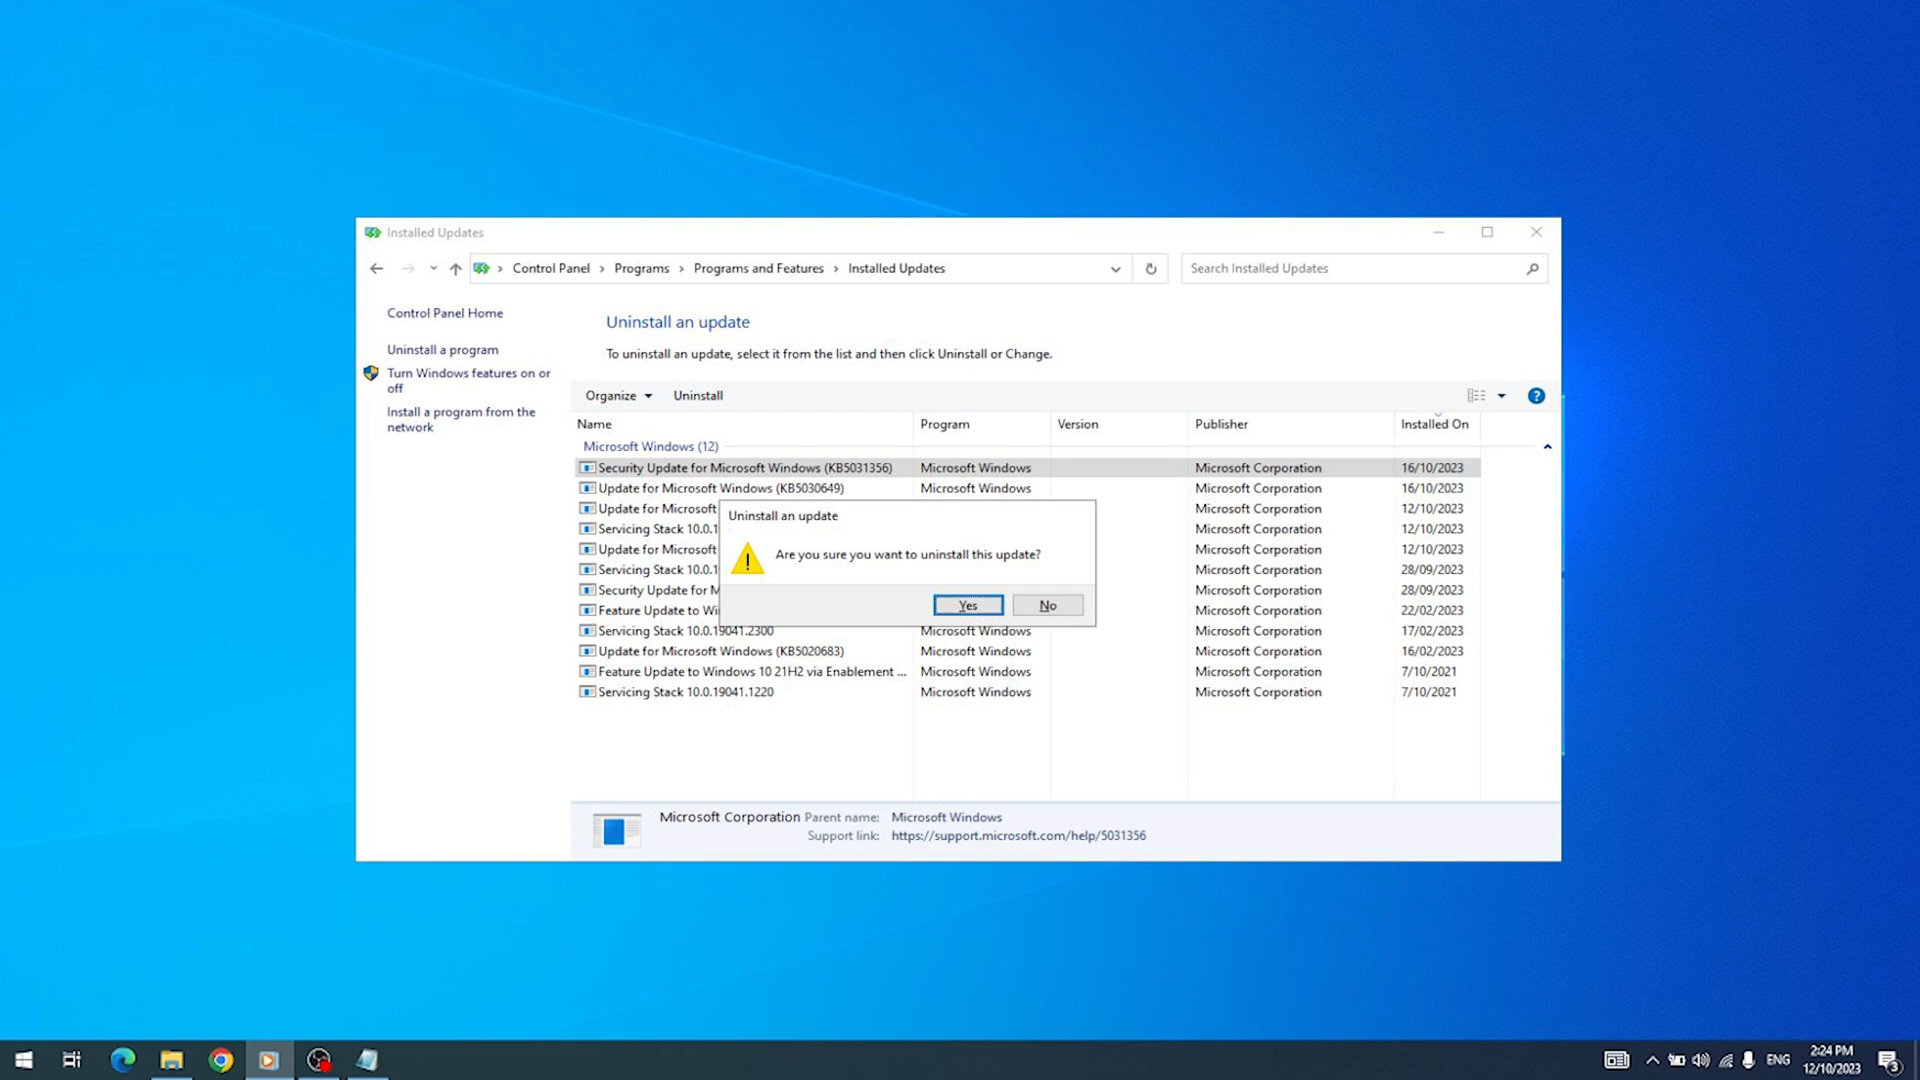 Installed Updates
Control Panel > Programs > Programs and Features > Installed Updates
Search Installed Updates
Control Panel Home
Uninstall a program
Turn Windows features on or
off
Install a program from the
network
Uninstall an update
To uninstall an update, select it from the list and then click Uninstall or Change.
Organize Uninstall
Name Program Version Publisher Installed On
Microsoft Windows (12)
Security Update for Microsoft Windows (KB5031356) Microsoft Windows Microsoft Corporation 16/10/2023
Update for Microsoft Windows (KB5030649) Microsoft Windows Microsoft Corporation 16/10/2023
Update for Microsoft Microsoft Corporation 12/10/2023
Servicing Stack 10.0.1 Microsoft Corporation 12/10/2023
Update for Microsoft Microsoft Corporation 12/10/2023
Servicing Stack 10.0.1 Microsoft Corporation 28/09/2023
Security Update for M Microsoft Corporation 28/09/2023
Feature Update to Wi Microsoft Corporation 22/02/2023
Servicing Stack 10.0.19041.2300 Microsoft Windows Microsoft Corporation 17/02/2023
Update for Microsoft Windows (KB5020683) Microsoft Windows Microsoft Corporation 16/02/2023
Feature Update to Windows 10 21H2 via Enablement ... Microsoft Windows Microsoft Corporation 7/10/2021
Servicing Stack 10.0.19041.1220 Microsoft Windows Microsoft Corporation 7/10/2021
Uninstall an update
Are you sure you want to uninstall this update?
Yes No
Microsoft Corporation Parent name: Microsoft Windows
Support link: https://support.microsoft.com/help/5031356
ENG
2:24 PM
12/10/2023
3